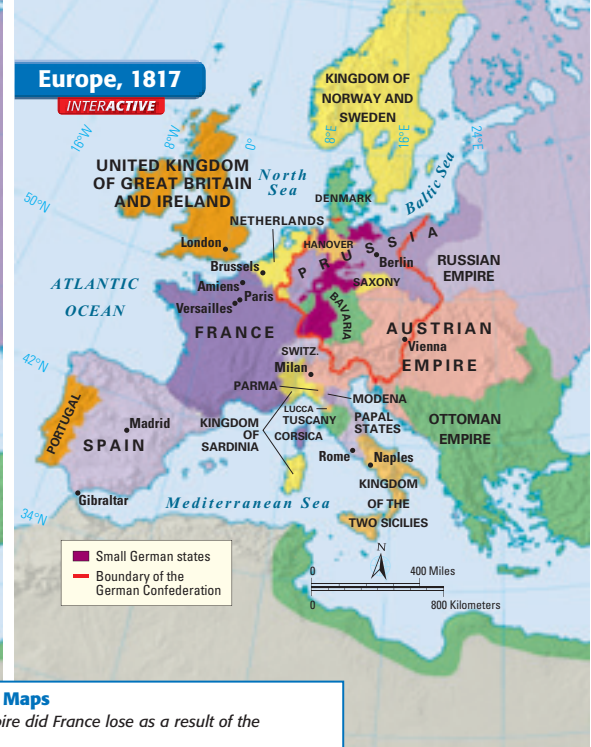 Europe, 1817
INTERACTIVE
KINGDOM OF
NORWAY AND
SWEDEN
16°W
8°W
0°
8°E
16°E
24°E
50°N
42°N
34°N
UNITED KINGDOM
OF GREAT BRITAIN
AND IRELAND
North
Sea
Baltic Sea
DENMARK
NETHERLANDS
HANOVER
London
PRUSSIA
Berlin
RUSSIAN
EMPIRE
Brussels
SAXONY
ATLANTIC
OCEAN
Amiens
Paris
Versailles
BAVARIA
FRANCE
AUSTRIAN
EMPIRE
Vienna
SWITZ.
Milan
PARMA
MODENA
LUCCA
TUSCANY
PAPAL
STATES
OTTOMAN
EMPIRE
PORTUGAL
Madrid
SPAIN
KINGDOM
OF
SARDINIA
CORSICA
Rome
Naples
KINGDOM
OF THE
TWO SICILIES
Gibraltar
Mediterranean Sea
Small German states
Boundary of the
German Confederation
N
0 400 Miles
0 800 Kilometers
Maps
ire did France lose as a result of the